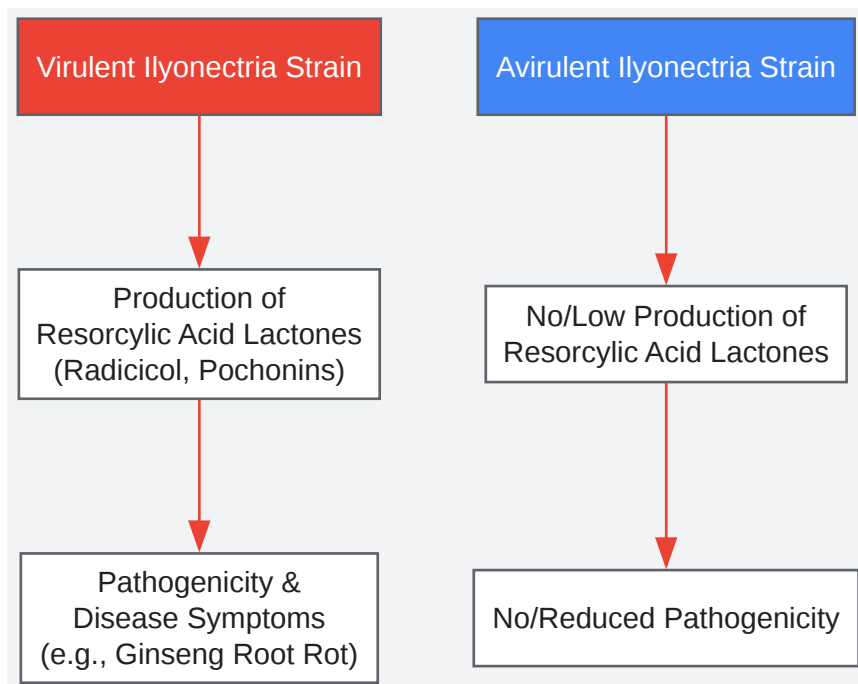 Virulent Ilyonectria Strain
Avirulent Ilyonectria Strain
Production of
Resorcylic Acid Lactones
(Radicicol, Pochonins)
No/Low Production of
Resorcylic Acid Lactones
Pathogenicity &
Disease Symptoms
(e.g., Ginseng Root Rot)
No/Reduced Pathogenicity